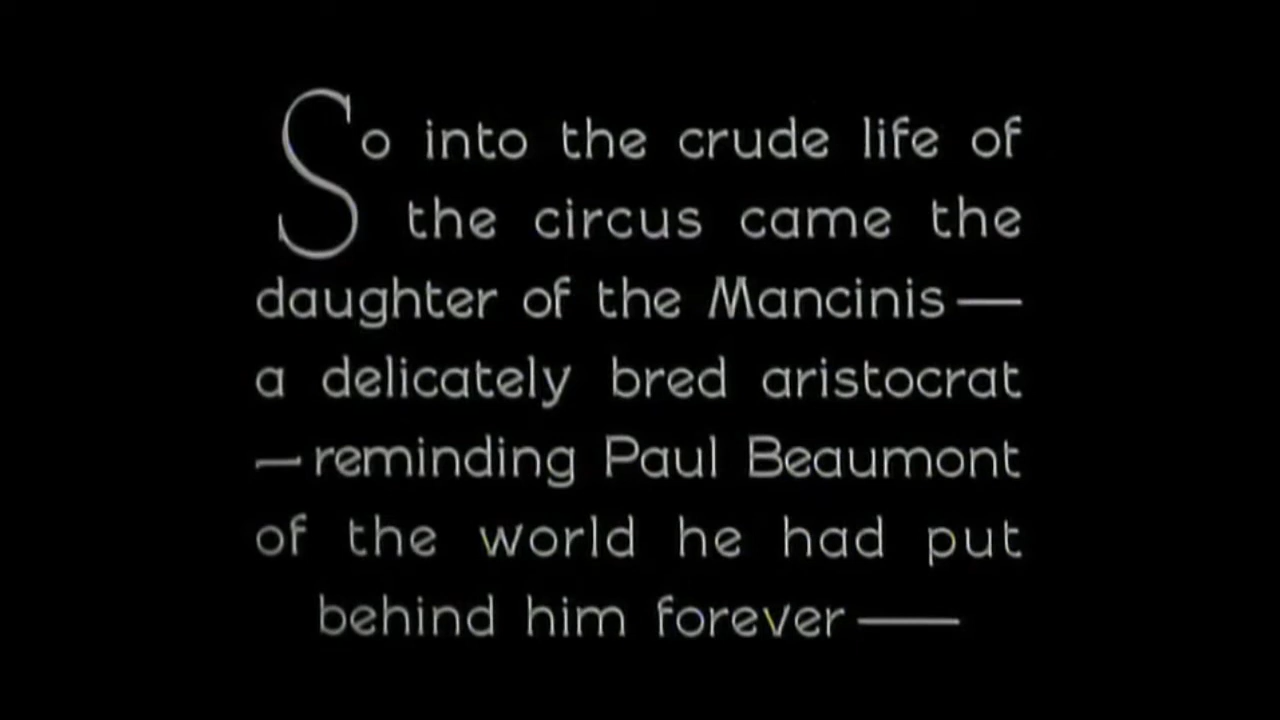 So into the crude life of
the circus came the
daughter of the Mancinis—
a delicately bred aristocrat
—reminding Paul Beaumont
of the world he had put
behind him forever——